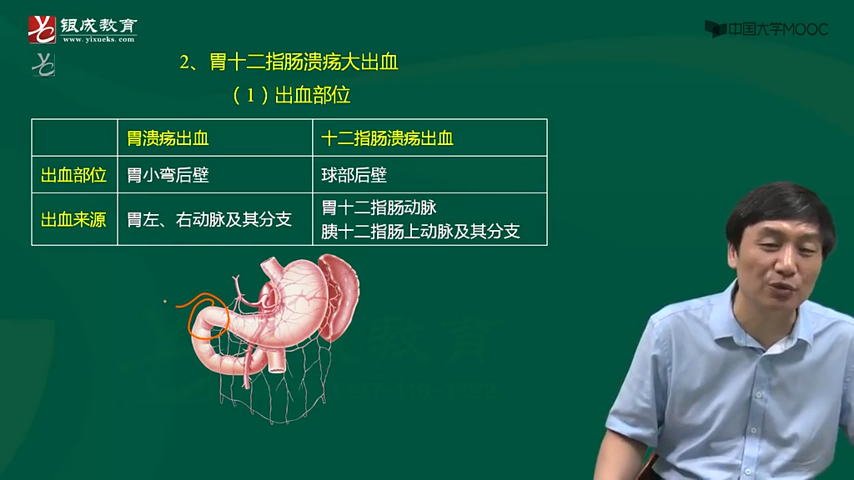 银成教育
www.yixueks.com
中国大学MOOC
2、胃十二指肠溃疡大出血
（1）出血部位
胃溃疡出血 十二指肠溃疡出血
出血部位 胃小弯后壁 球部后壁
出血来源 胃左、右动脉及其分支 胃十二指肠动脉
胰十二指肠上动脉及其分支